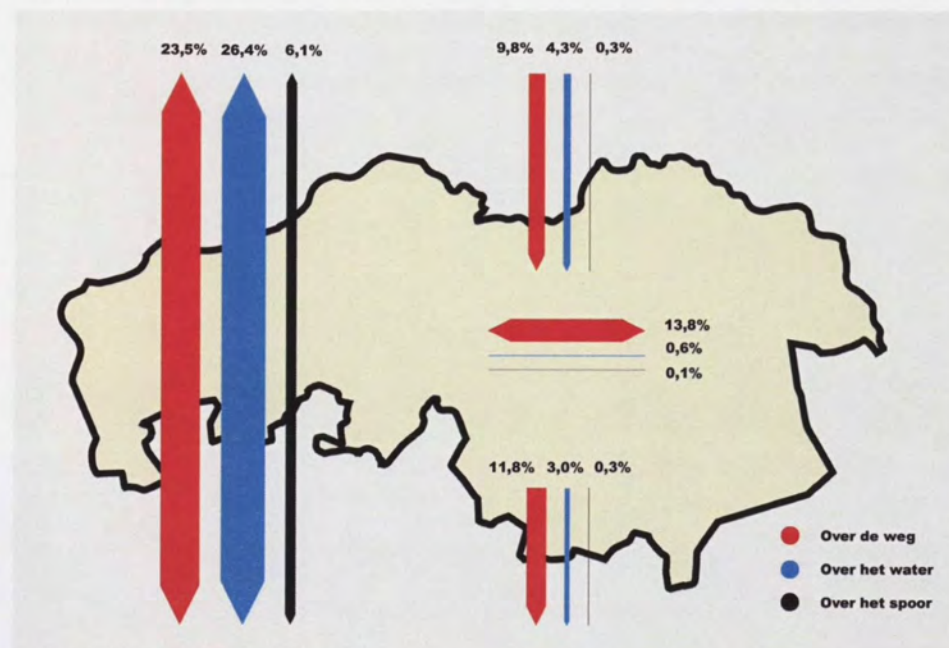 23,5% 26,4% 6,1%
9,8% 4,3% 0,3%
13,8%
0,6%
0,1%
11,8% 3,0% 0,3%
Over de weg
Over het water
Over het spoor